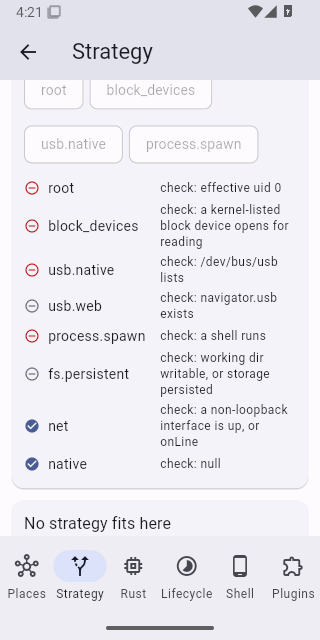 4:21
Strategy
root block_devices
usb.native process.spawn
root check: effective uid 0
block_devices check: a kernel-listed
block device opens for
reading
usb.native check: /dev/bus/usb
lists
usb.web check: navigator.usb
exists
process.spawn check: a shell runs
fs.persistent check: working dir
writable, or storage
persisted
net check: a non-loopback
interface is up, or
onLine
native check: null
No strategy fits here
Places Strategy Rust Lifecycle Shell Plugins